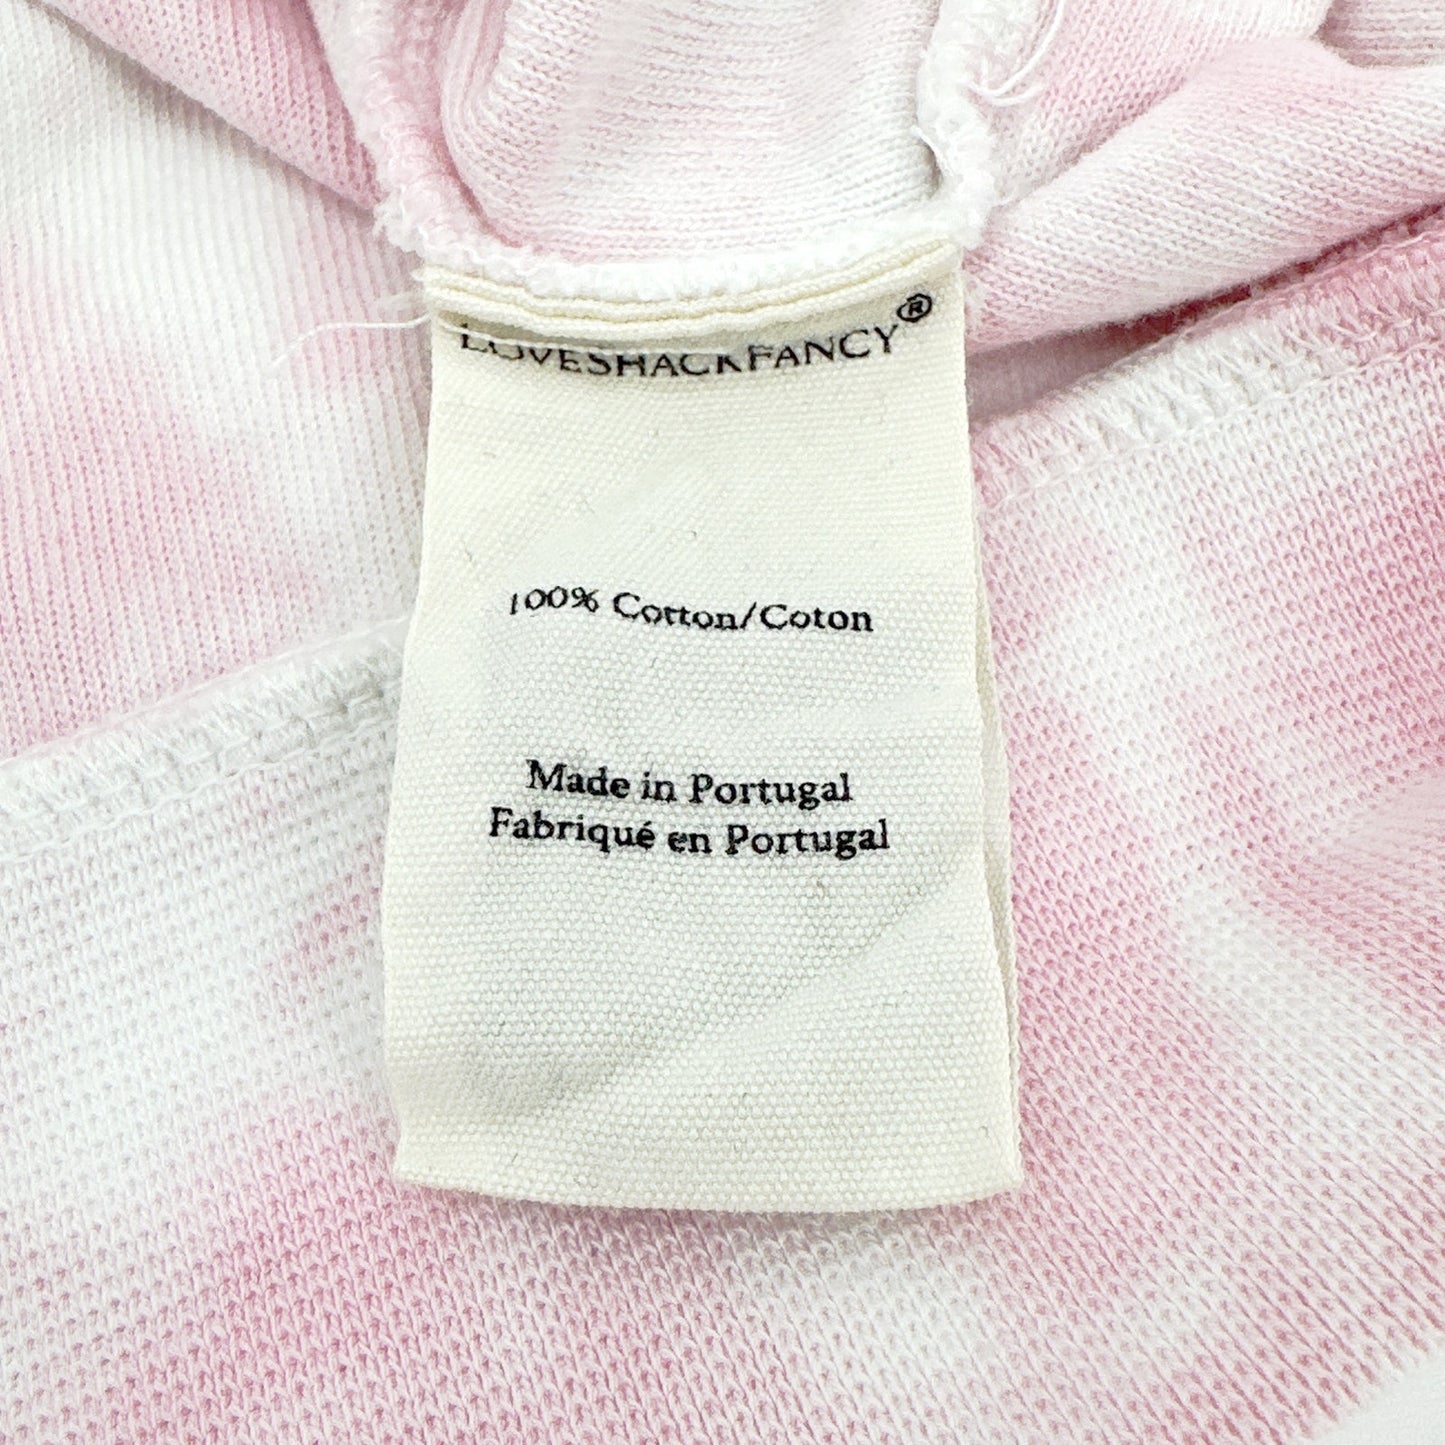 LOVESHACKFANCY®
100% Cotton/Coton
Made in Portugal
Fabriqué en Portugal